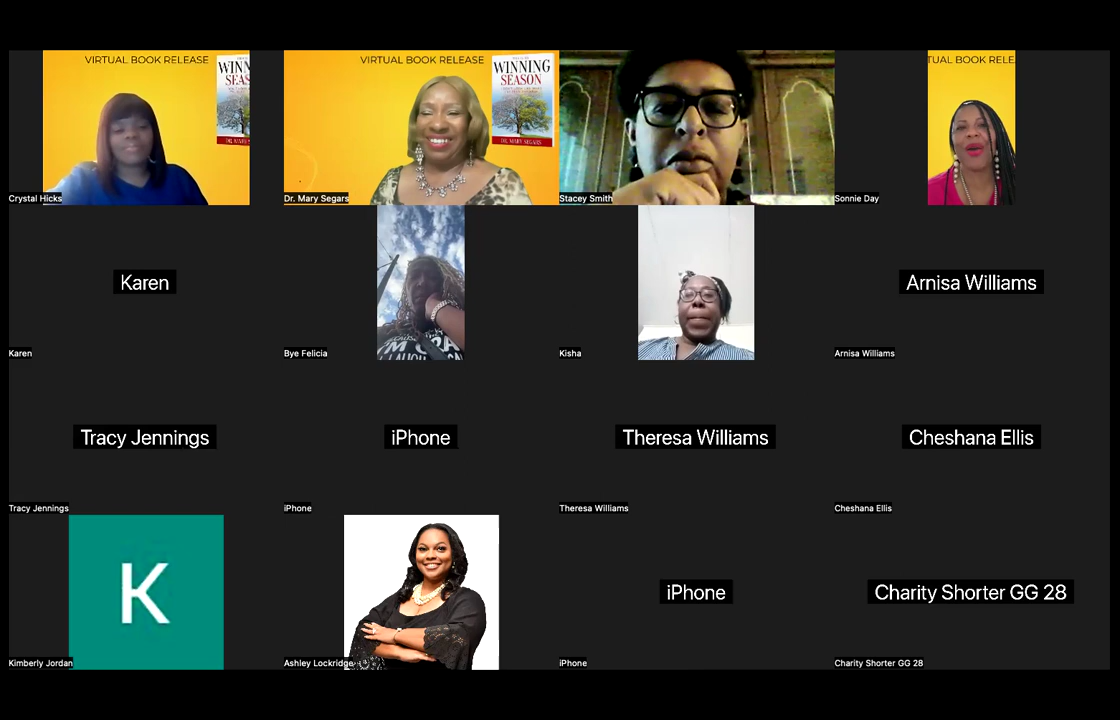 VIRTUAL BOOK RELEASE
WINN
SEAS
Crystal Hicks
VIRTUAL BOOK RELEASE
WINNING
SEASON
DR. MARY SEGARS
Dr. Mary Segars
Stacey Smith
TUAL BOOK RELE
Sonnie Day
Karen
Karen
I'M
Bye Felicia
Kisha
Arnisa Williams
Arnisa Williams
Tracy Jennings
Tracy Jennings
iPhone
iPhone
Theresa Williams
Theresa Williams
Cheshana Ellis
Cheshana Ellis
K
Kimberly Jordan
Ashley Lockridge
iPhone
iPhone
Charity Shorter GG 28
Charity Shorter GG 28